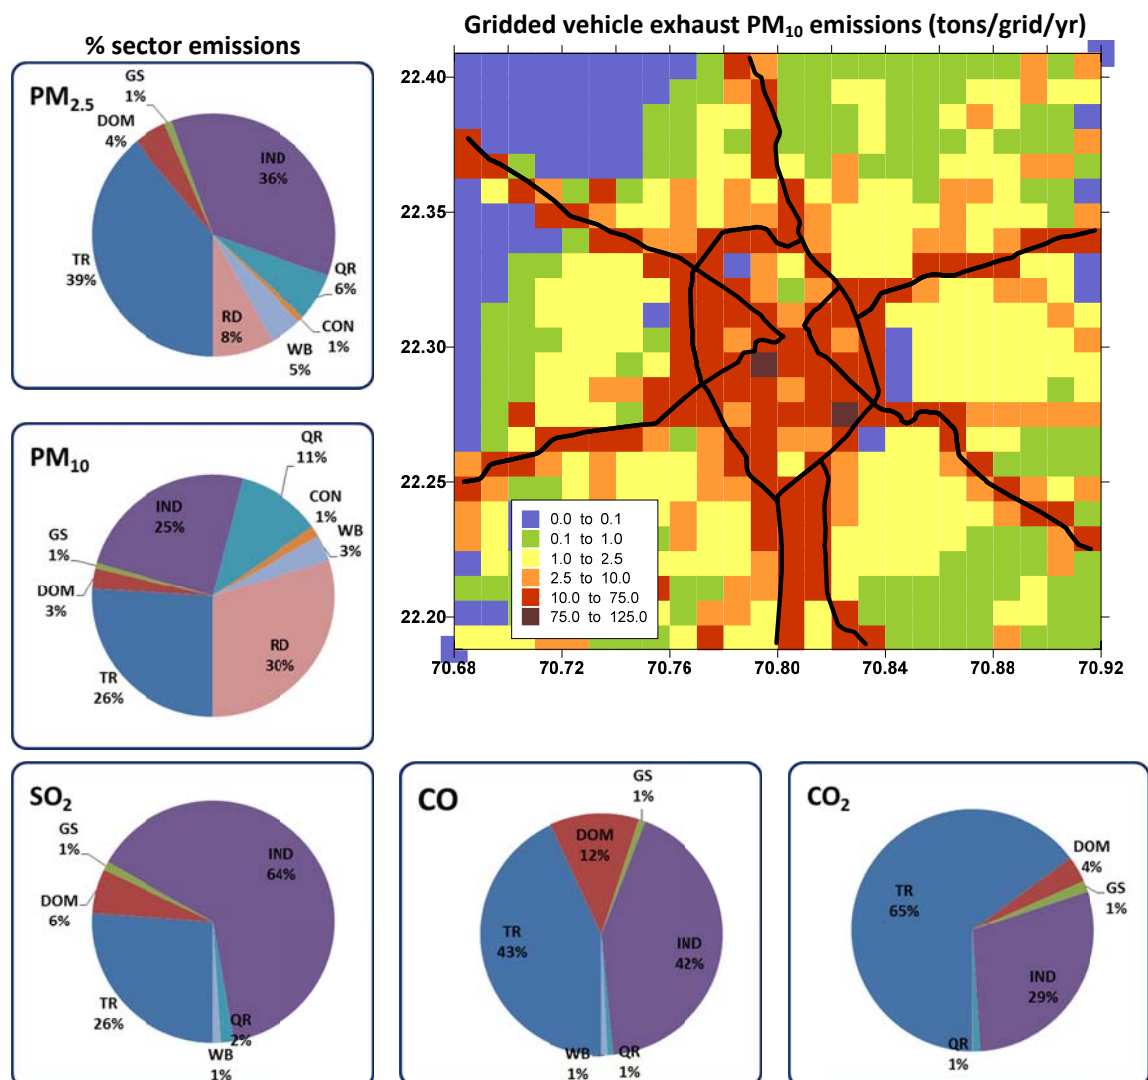 % sector emissions
Gridded vehicle exhaust PM10 emissions (tons/grid/yr)
PM2.5
GS
1%
DOM
4%
IND
36%
TR
39%
QR
6%
CON
1%
WB
5%
RD
8%
22.40
22.35
22.30
22.25
22.20
0.0 to 0.1
0.1 to 1.0
1.0 to 2.5
2.5 to 10.0
10.0 to 75.0
75.0 to 125.0
70.68
70.72
70.76
70.80
70.84
70.88
70.92
PM10
QR
11%
IND
25%
CON
1%
WB
3%
GS
1%
DOM
3%
RD
30%
TR
26%
SO2
GS
1%
IND
64%
DOM
6%
TR
26%
QR
2%
WB
1%
CO
GS
1%
DOM
12%
TR
43%
IND
42%
WB
1%
QR
1%
CO2
DOM
4%
GS
1%
TR
65%
IND
29%
QR
1%